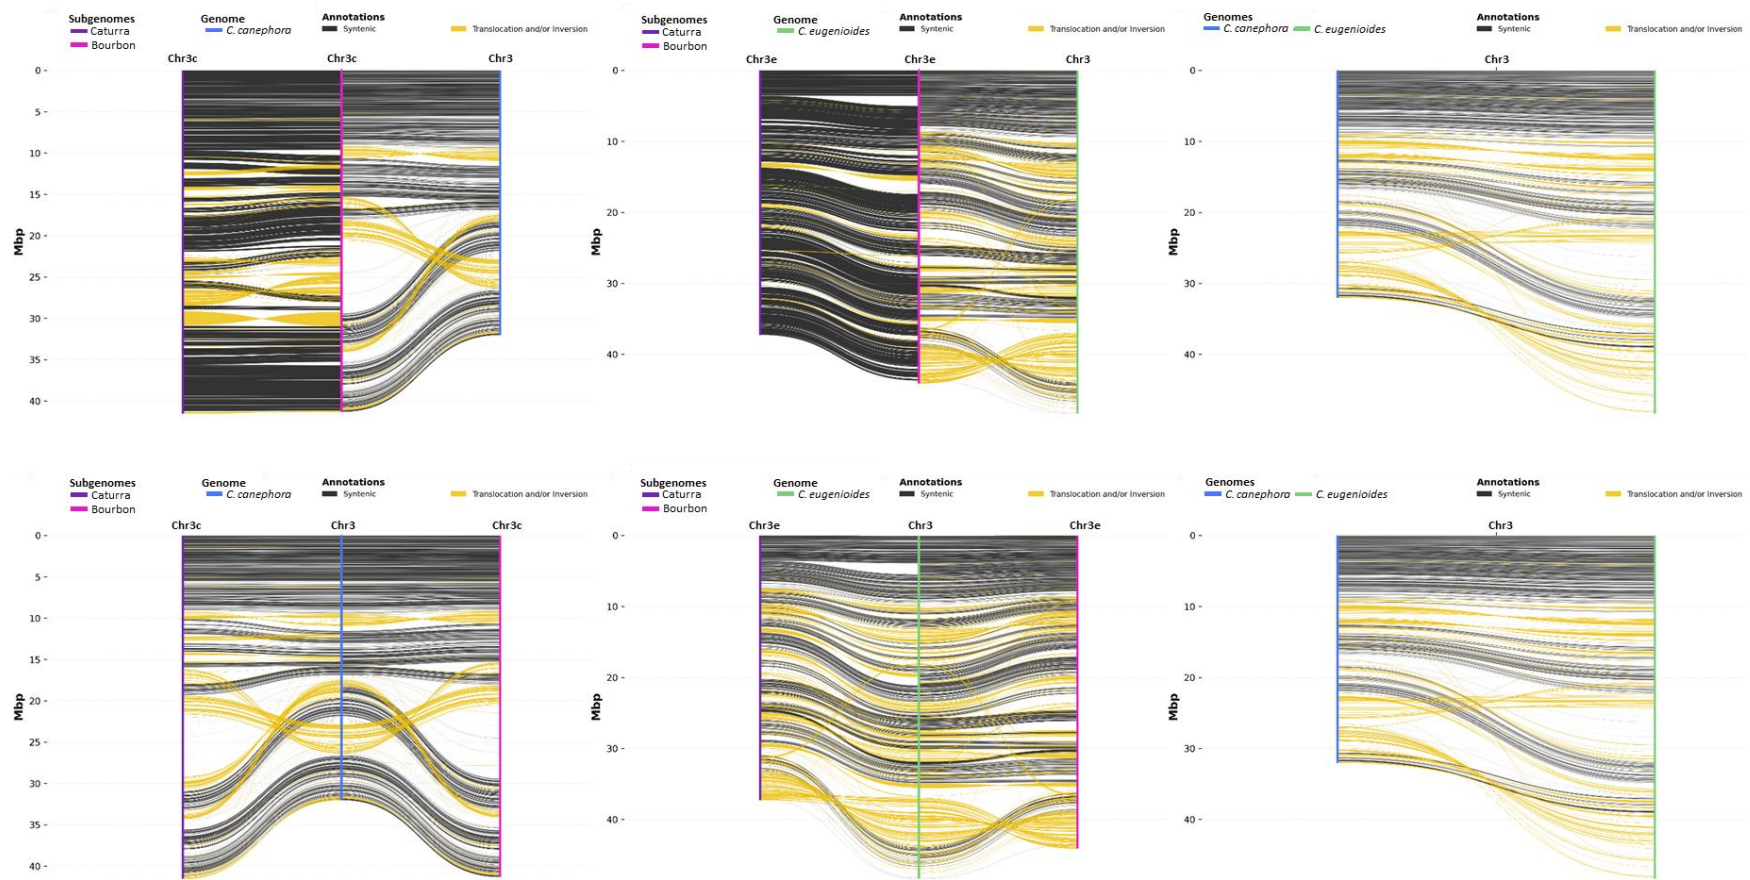 Subgenomes Genome Annotations
Caturra C. canephora Syntenic Translocation and/or Inversion
Bourbon
Chr3c Chr3c Chr3
0
5
10
15
20
25
30
35
40
Mbp
Subgenomes Genome Annotations
Caturra C. eugenioides Syntenic Translocation and/or Inversion
Bourbon
Chr3e Chr3e Chr3
0
10
20
30
40
Mbp
Genomes Annotations
C. canephora C. eugenioides Syntenic Translocation and/or Inversion
Chr3
0
10
20
30
40
Mbp
Subgenomes Genome Annotations
Caturra C. canephora Syntenic Translocation and/or Inversion
Bourbon
Chr3c Chr3 Chr3c
0
5
10
15
20
25
30
35
40
Mbp
Subgenomes Genome Annotations
Caturra C. eugenioides Syntenic Translocation and/or Inversion
Bourbon
Chr3e Chr3 Chr3e
0
10
20
30
40
Mbp
Genomes Annotations
C. canephora C. eugenioides Syntenic Translocation and/or Inversion
Chr3
0
10
20
30
40
Mbp